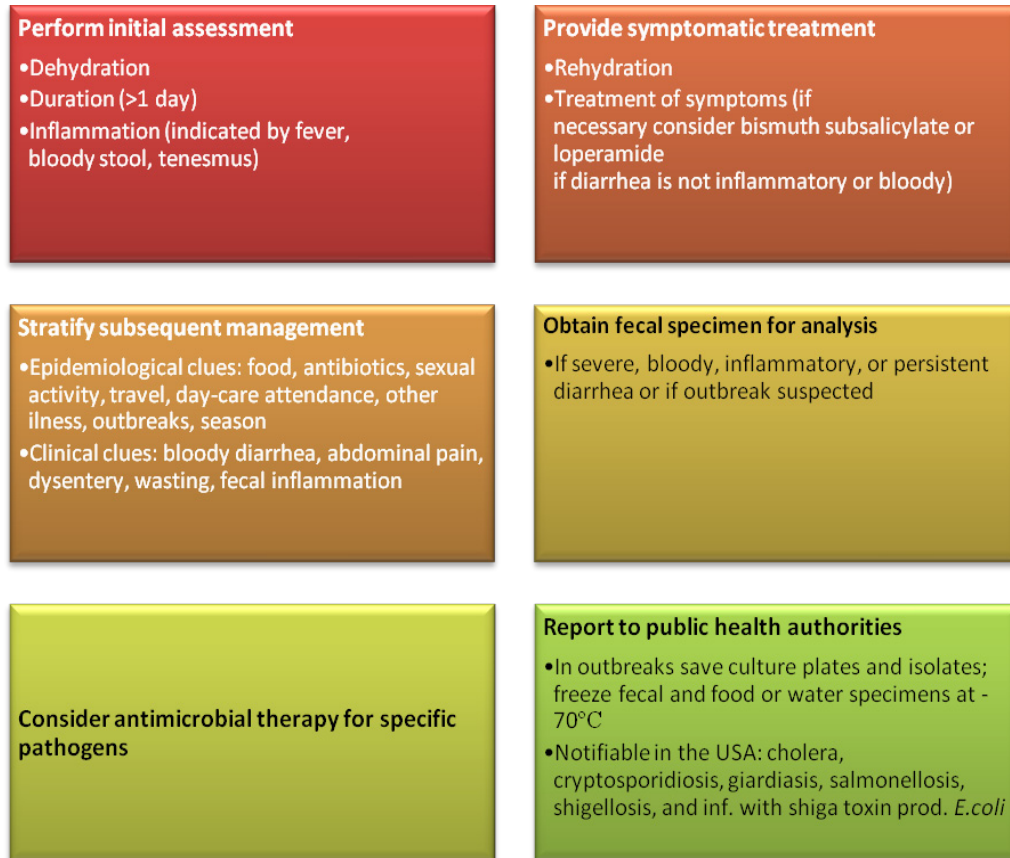 Perform initial assessment
•Dehydration
•Duration (>1 day)
•Inflammation (indicated by fever,
bloody stool, tenesmus)
Provide symptomatic treatment
•Rehydration
•Treatment of symptoms (if
necessary consider bismuth subsalicylate or
loperamide
if diarrhea is not inflammatory or bloody)
Stratify subsequent management
•Epidemiological clues: food, antibiotics, sexual
activity, travel, day-care attendance, other
ilness, outbreaks, season
•Clinical clues: bloody diarrhea, abdominal pain,
dysentery, wasting, fecal inflammation
Obtain fecal specimen for analysis
•If severe, bloody, inflammatory, or persistent
diarrhea or if outbreak suspected
Consider antimicrobial therapy for specific
pathogens
Report to public health authorities
•In outbreaks save culture plates and isolates;
freeze fecal and food or water specimens at -
70°C
•Notifiable in the USA: cholera,
cryptosporidiosis, giardiasis, salmonellosis,
shigellosis, and inf. with shiga toxin prod. E.coli